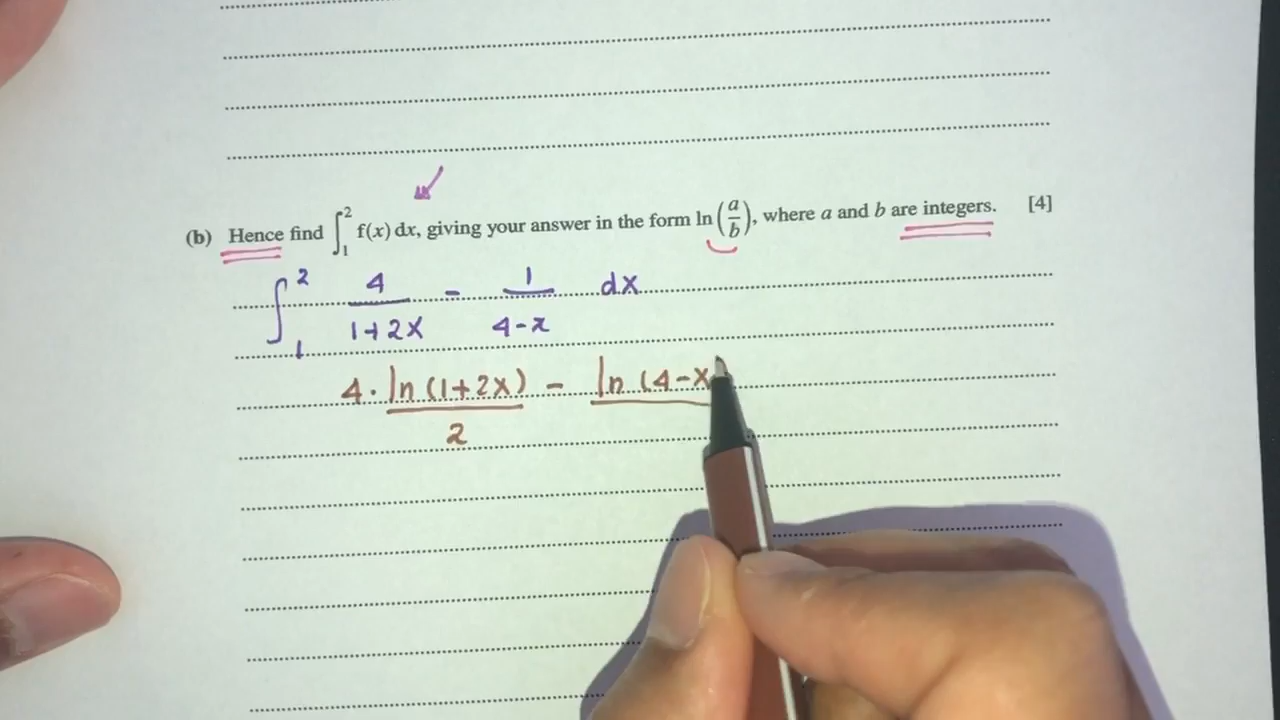 (b) Hence find ∫₁² f(x) dx, giving your answer in the form ln (a/b), where a and b are integers. [4]
∫₁² 4/(1+2x) - 1/(4-x) dx
4 · ln (1+2x)/2 - ln (4-x